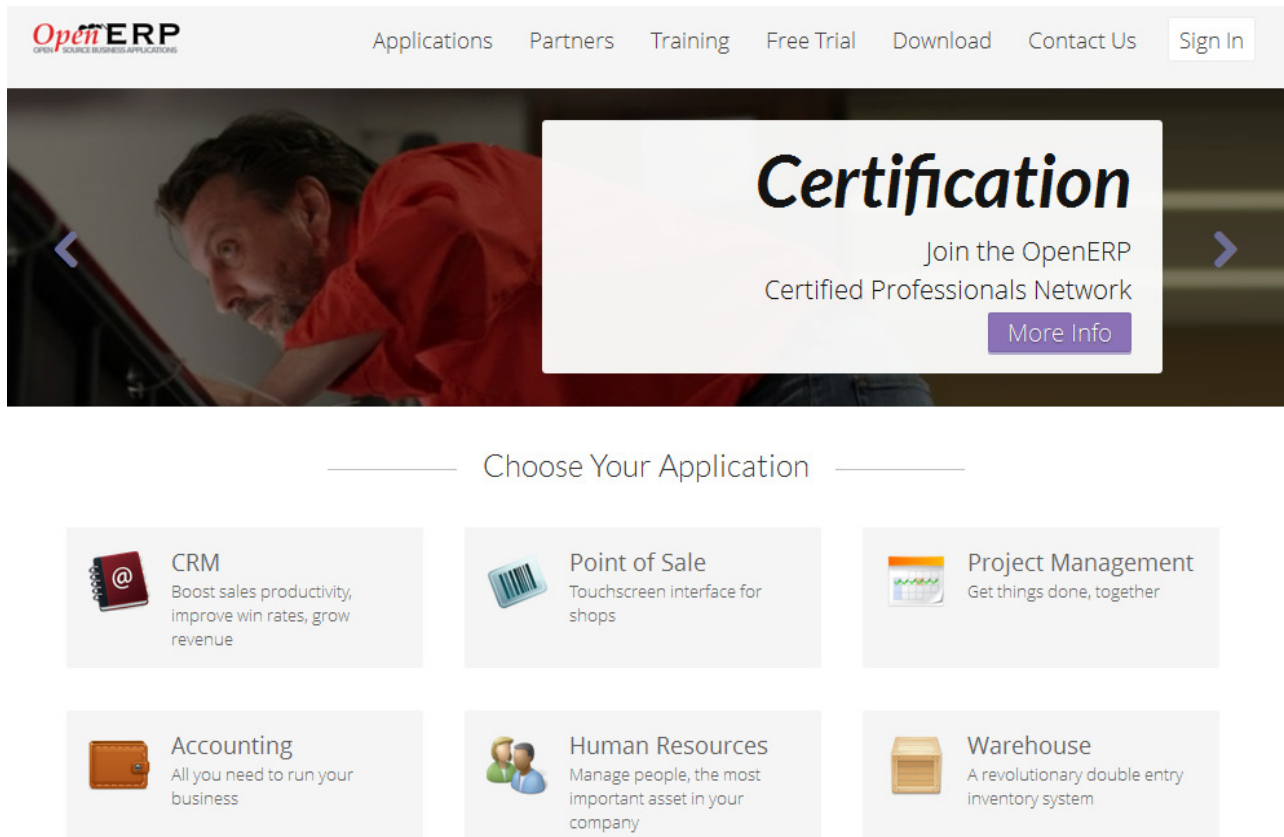 OpenERP
OPEN SOURCE BUSINESS APPLICATIONS
Applications Partners Training Free Trial Download Contact Us Sign In
Certification
Join the OpenERP
Certified Professionals Network
More Info
Choose Your Application
CRM
Boost sales productivity,
improve win rates, grow
revenue
Point of Sale
Touchscreen interface for
shops
Project Management
Get things done, together
Accounting
All you need to run your
business
Human Resources
Manage people, the most
important asset in your
company
Warehouse
A revolutionary double entry
inventory system